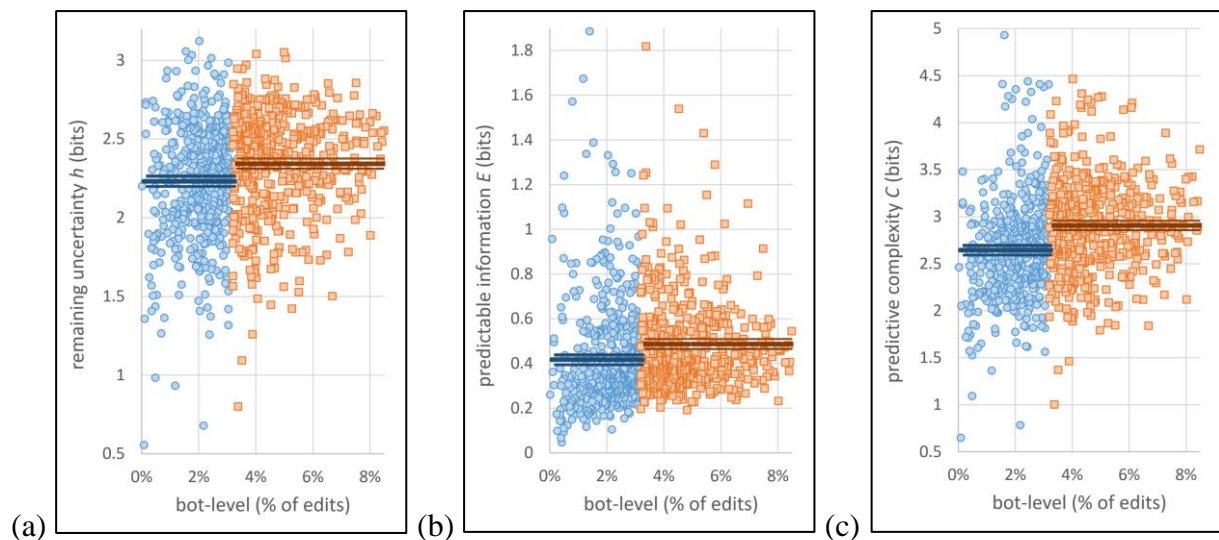 (a)
remaining uncertainty h (bits)
3
2.5
2
1.5
1
0.5
0% 2% 4% 6% 8%
bot-level (% of edits)
(b)
predictable information E (bits)
1.8
1.6
1.4
1.2
1
0.8
0.6
0.4
0.2
0
0% 2% 4% 6% 8%
bot-level (% of edits)
(c)
predictive complexity C (bits)
5
4.5
4
3.5
3
2.5
2
1.5
1
0.5
0% 2% 4% 6% 8%
bot-level (% of edits)